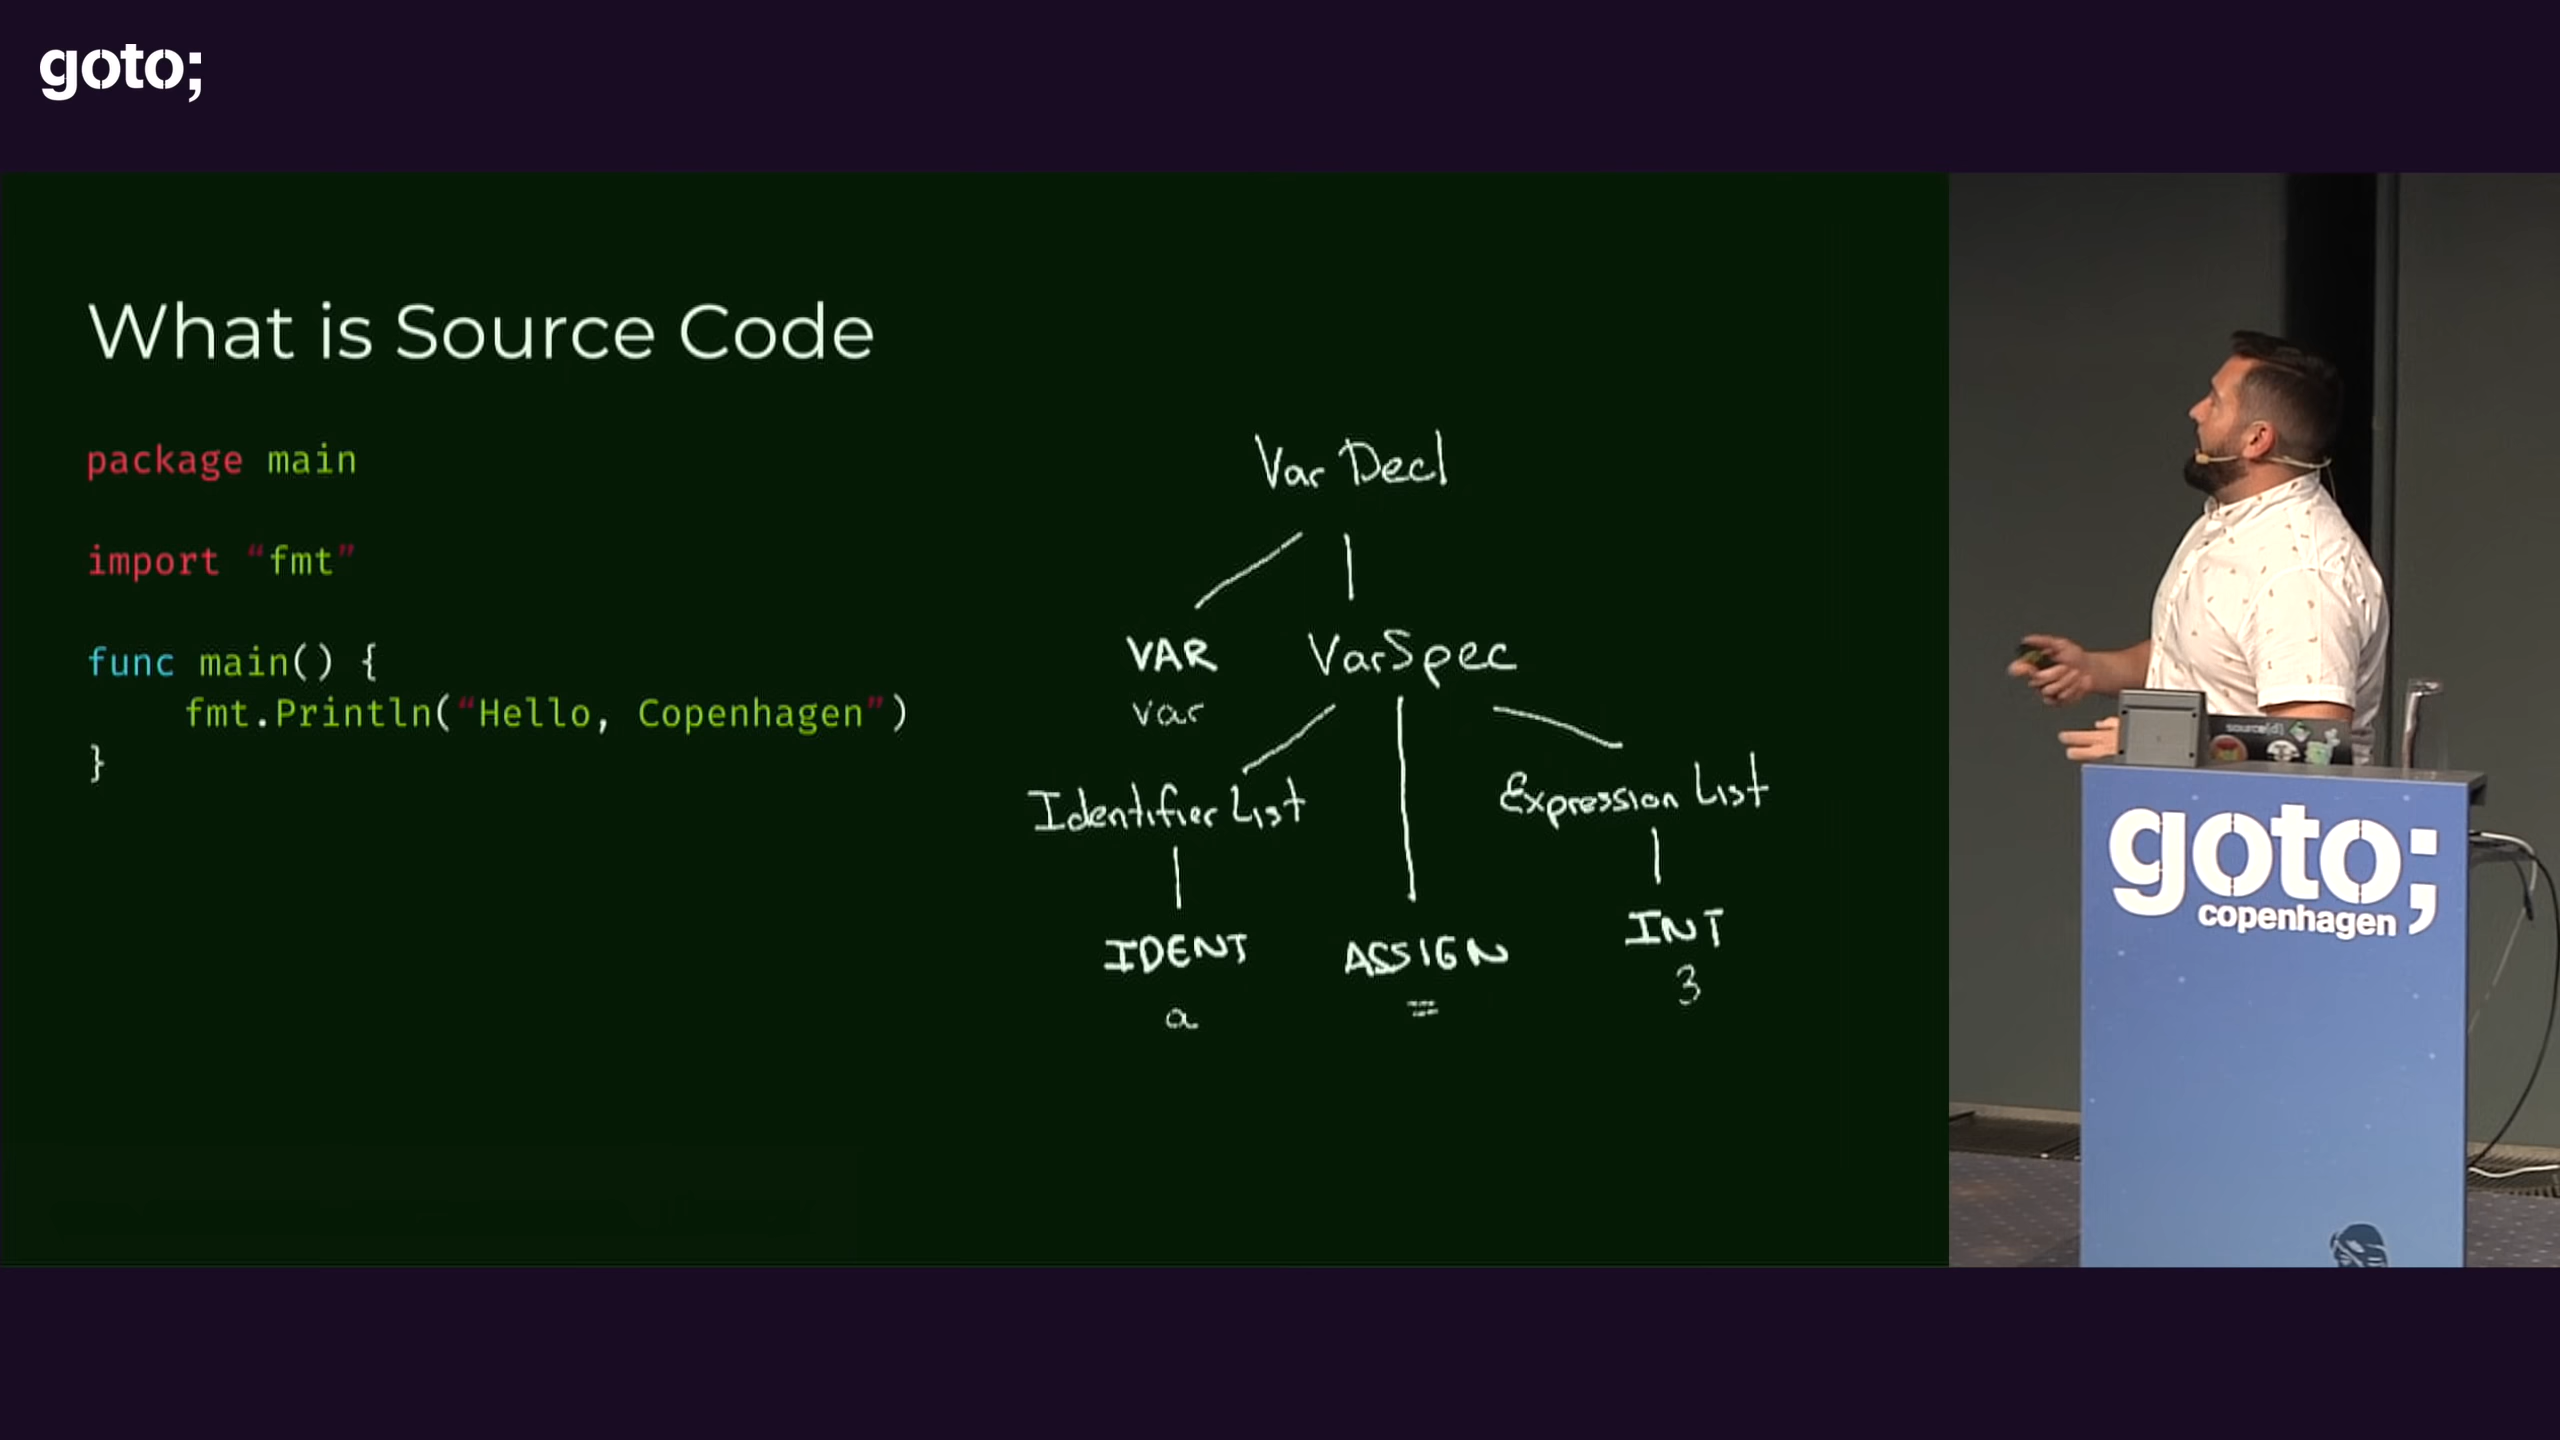 goto;
What is Source Code
package main
import “fmt”
func main() {
fmt.Println(“Hello, Copenhagen”)
}
Var Decl
VAR VarSpec
var
Identifier List Expression List
IDENT ASSIGN INT
a = 3
source{d}
goto;
copenhagen